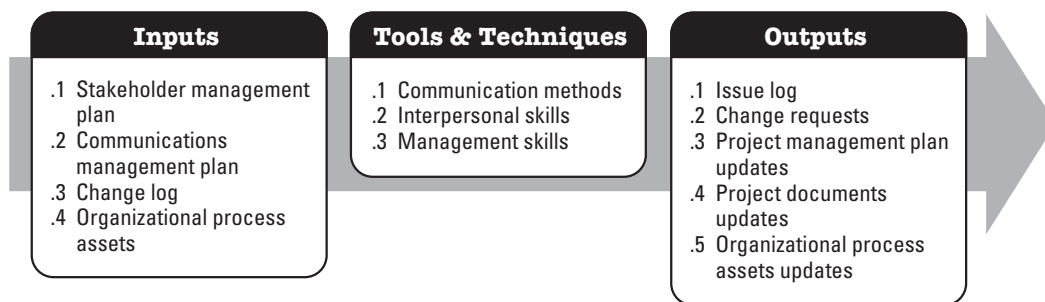 Inputs
.1 Stakeholder management
plan
.2 Communications
management plan
.3 Change log
.4 Organizational process
assets
Tools & Techniques
.1 Communication methods
.2 Interpersonal skills
.3 Management skills
Outputs
.1 Issue log
.2 Change requests
.3 Project management plan
updates
.4 Project documents
updates
.5 Organizational process
assets updates